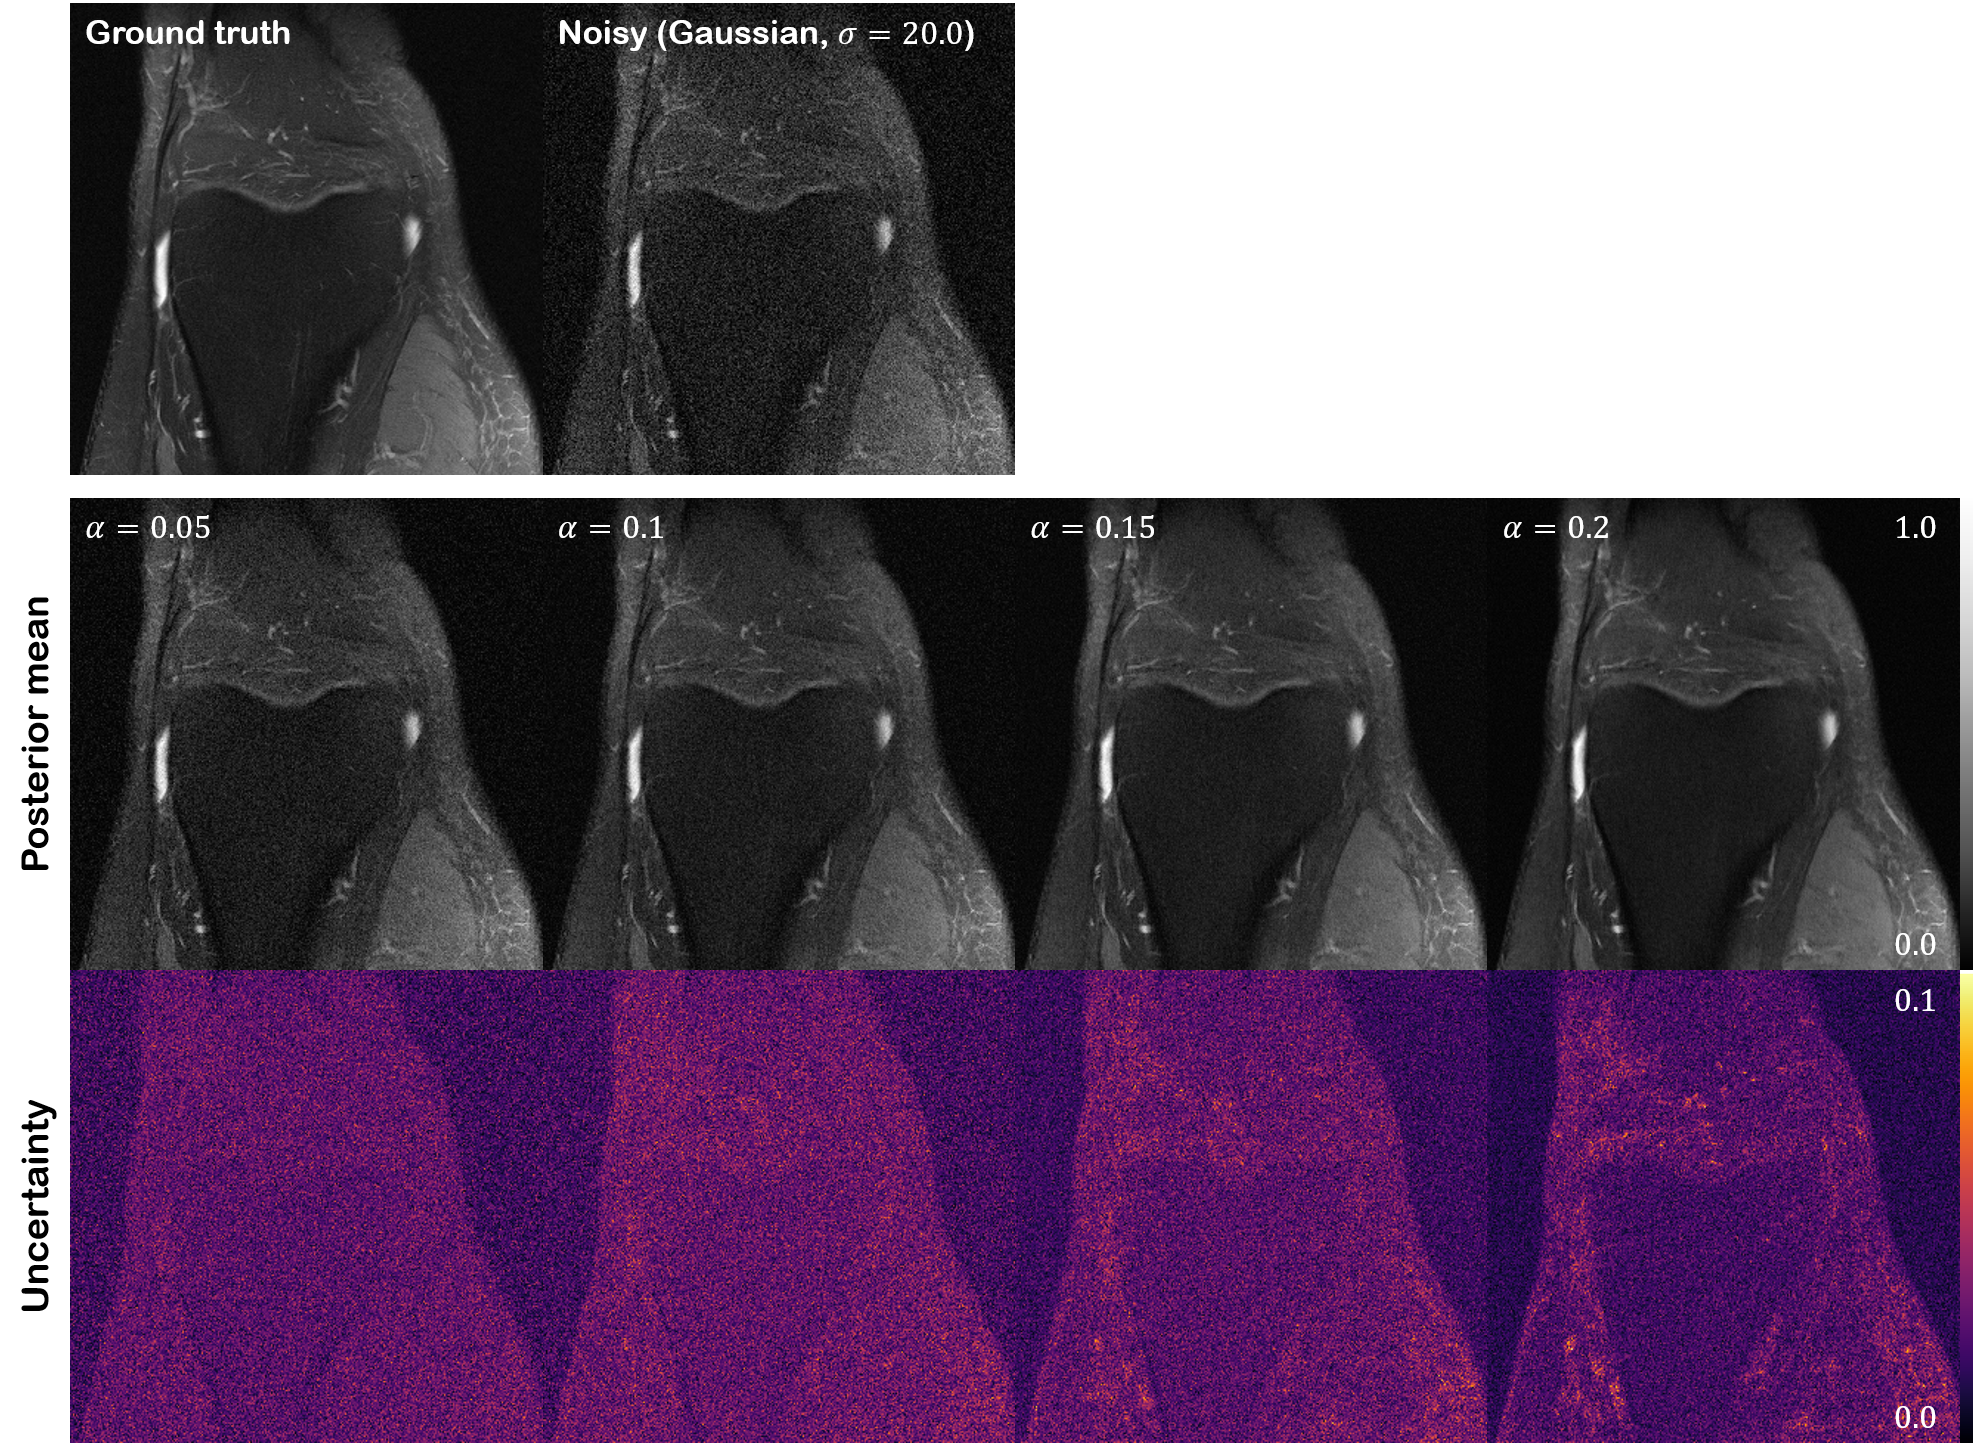 Ground truth
Noisy (Gaussian, σ = 20.0)
α = 0.05
α = 0.1
α = 0.15
α = 0.2
1.0
0.0
Posterior mean
0.1
0.0
Uncertainty